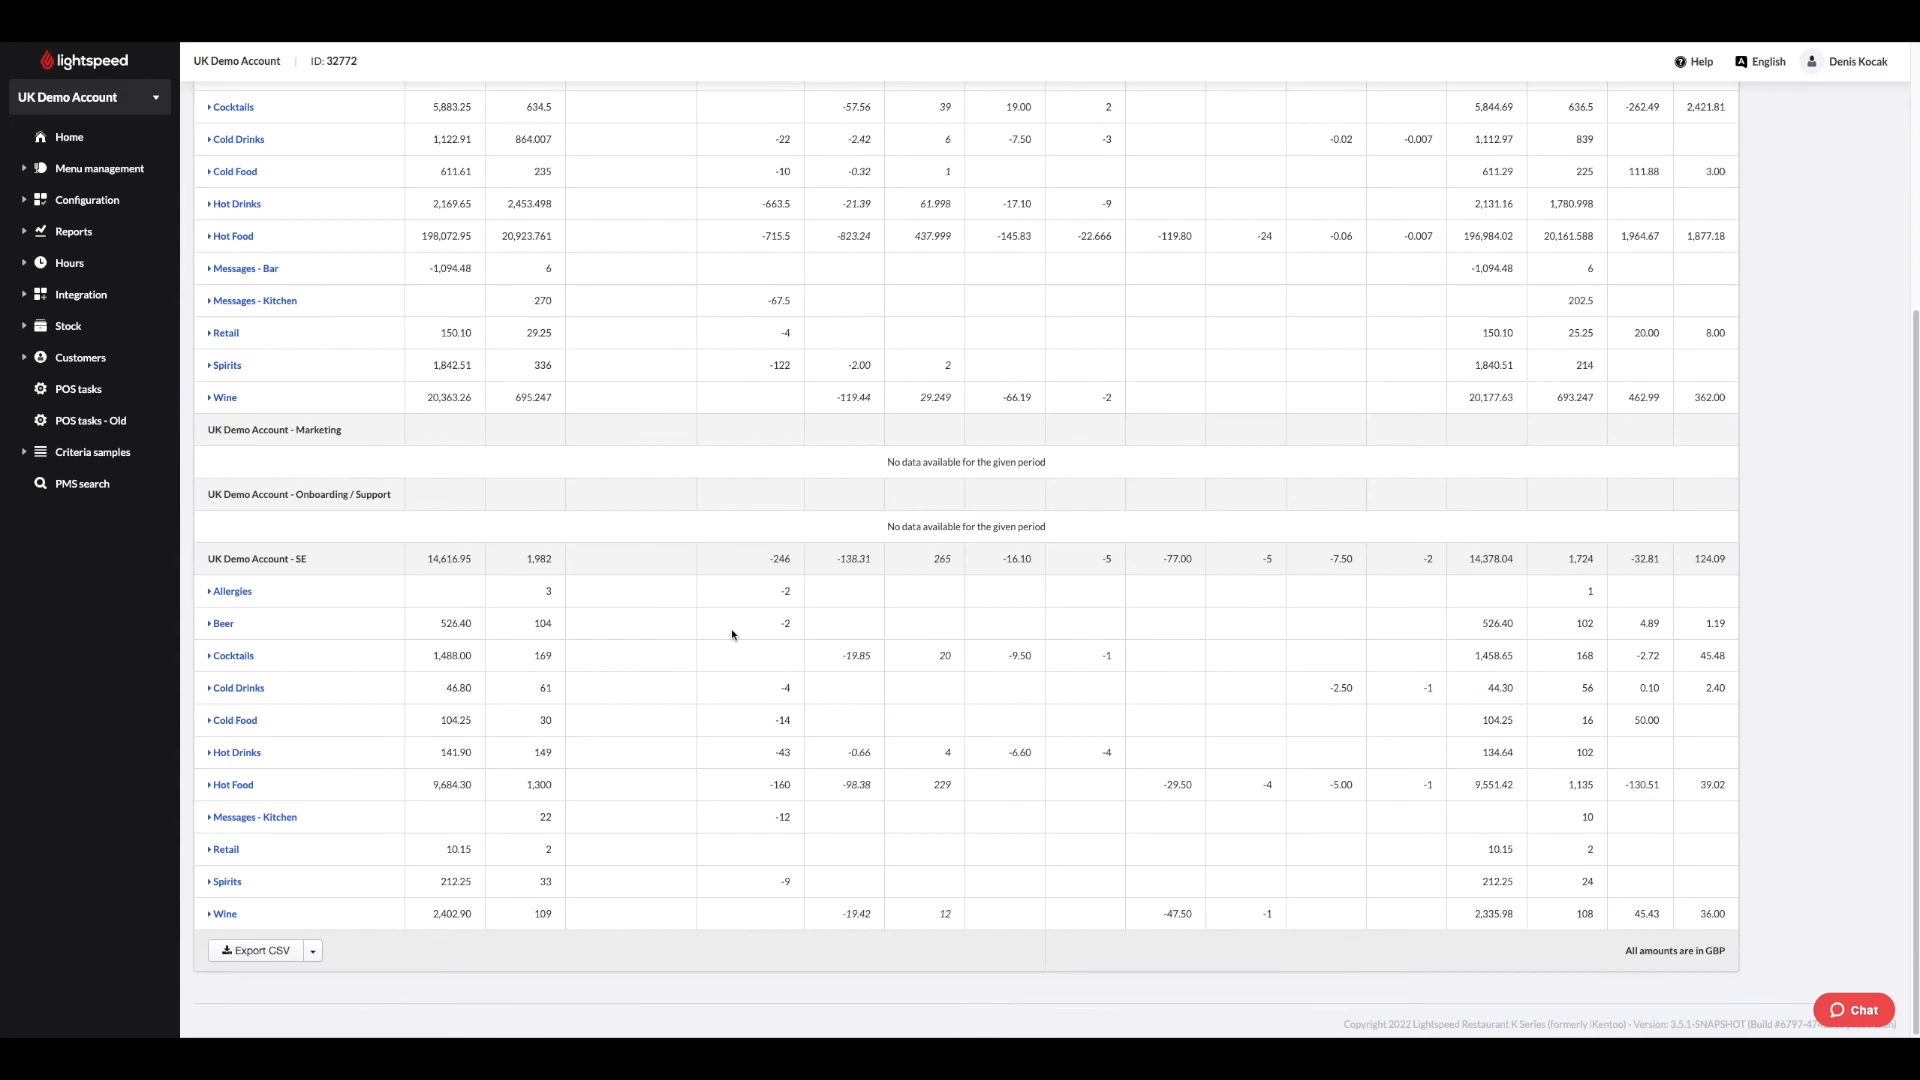 lightspeed
UK Demo Account
Home
Menu management
Configuration
Reports
Hours
Integration
Stock
Customers
POS tasks
POS tasks - Old
Criteria samples
PMS search
UK Demo Account | ID: 32772
Help
English
Denis Kocak
Cocktails 5,883.25 634.5 -57.56 39 19.00 2 5,844.69 636.5 -262.49 2,421.81
Cold Drinks 1,122.91 864.007 -22 -2.42 6 -7.50 -3 -0.02 -0.007 1,112.97 839
Cold Food 611.61 235 -10 -0.32 1 611.29 225 111.88 3.00
Hot Drinks 2,169.65 2,453.498 -663.5 -21.39 61.998 -17.10 -9 2,131.16 1,780.998
Hot Food 198,072.95 20,923.761 -715.5 -823.24 437.999 -145.83 -22.666 -119.80 -24 -0.06 -0.007 196,984.02 20,161.588 1,964.67 1,877.18
Messages - Bar -1,094.48 6 -1,094.48 6
Messages - Kitchen 270 -67.5 202.5
Retail 150.10 29.25 -4 150.10 25.25 20.00 8.00
Spirits 1,842.51 336 -122 -2.00 2 1,840.51 214
Wine 20,363.26 695.247 -119.44 29.249 -66.19 -2 20,177.63 693.247 462.99 362.00
UK Demo Account - Marketing
No data available for the given period
UK Demo Account - Onboarding / Support
No data available for the given period
UK Demo Account - SE 14,616.95 1,982 -246 -138.31 265 -16.10 -5 -77.00 -5 -7.50 -2 14,378.04 1,724 -32.81 124.09
Allergies 3 -2 1
Beer 526.40 104 -2 526.40 102 4.89 1.19
Cocktails 1,488.00 169 -19.85 20 -9.50 -1 1,458.65 168 -2.72 45.48
Cold Drinks 46.80 61 -4 -2.50 -1 44.30 56 0.10 2.40
Cold Food 104.25 30 -14 104.25 16 50.00
Hot Drinks 141.90 149 -43 -0.66 4 -6.60 -4 134.64 102
Hot Food 9,684.30 1,300 -160 -98.38 229 -29.50 -4 -5.00 -1 9,551.42 1,135 -130.51 39.02
Messages - Kitchen 22 -12 10
Retail 10.15 2 10.15 2
Spirits 212.25 33 -9 212.25 24
Wine 2,402.90 109 -19.42 12 -47.50 -1 2,335.98 108 45.43 36.00
Export CSV
All amounts are in GBP
Chat
Copyright 2022 Lightspeed Restaurant K Series (formerly iKentoo) - Version: 3.5.1-SNAPSHOT (Build